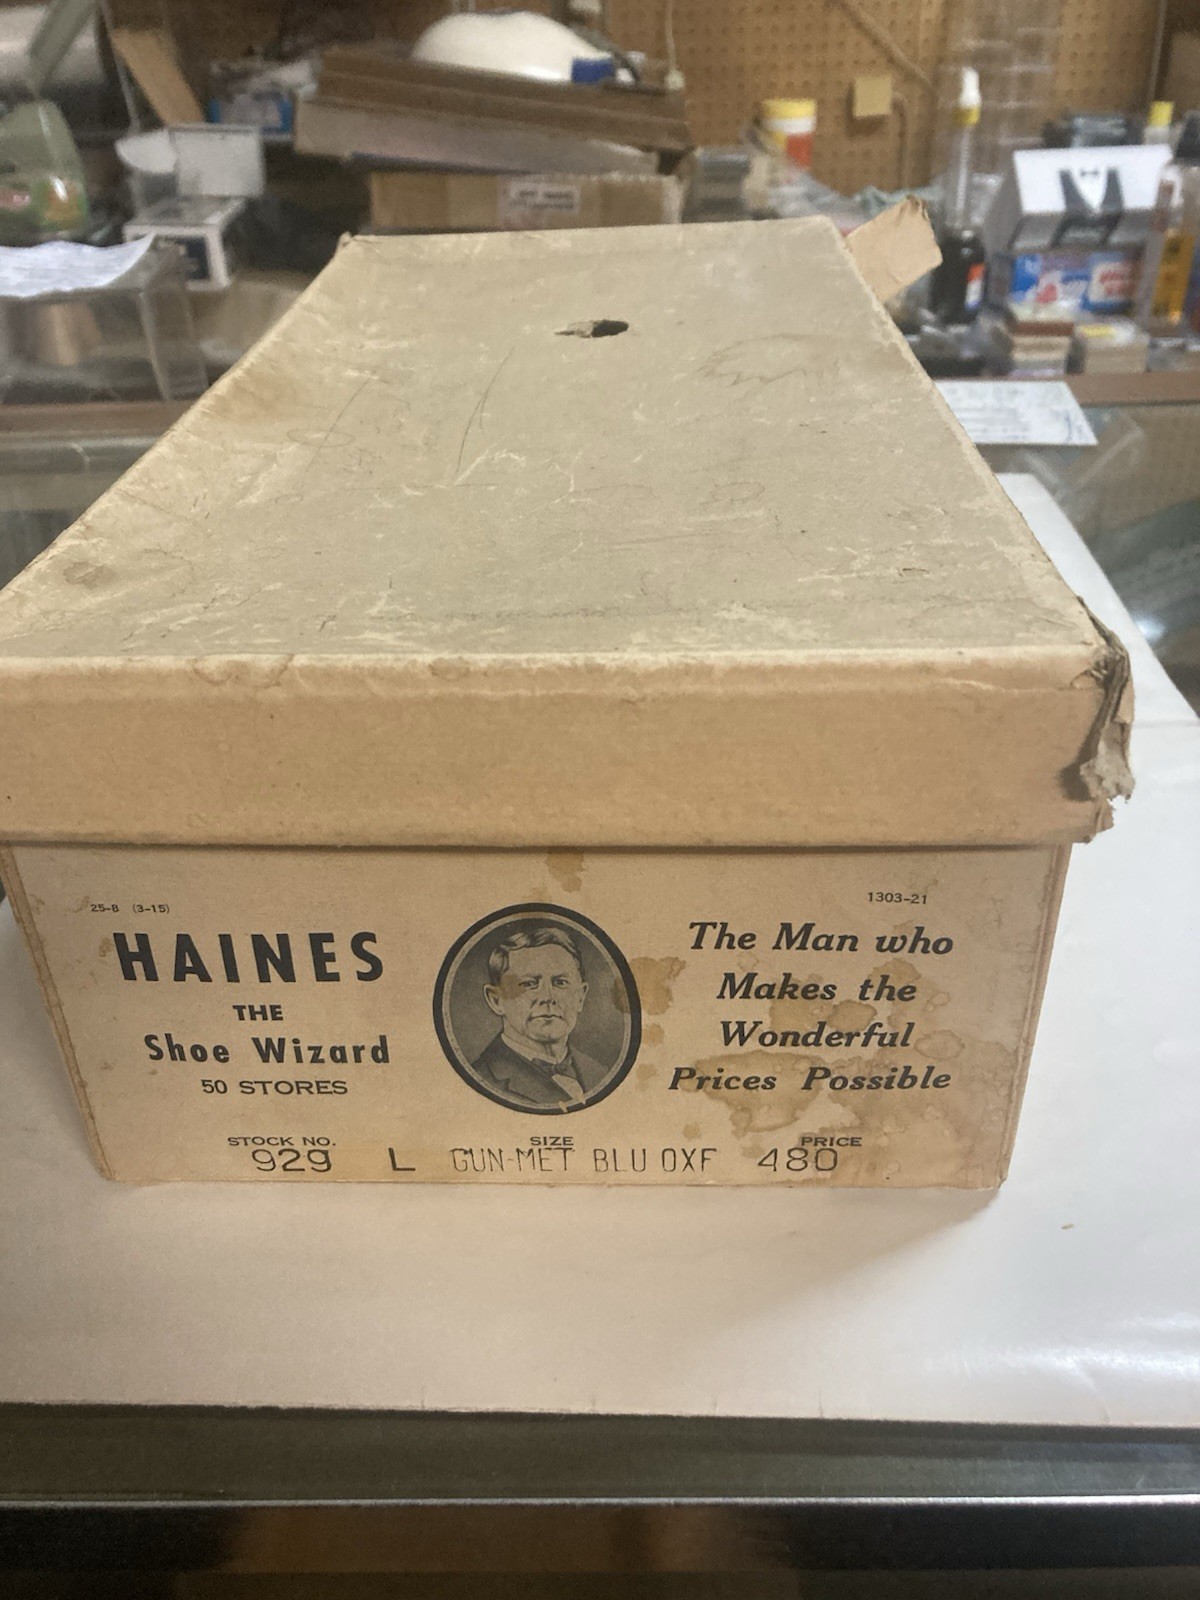 25-B (3-15)
1303-21
HAINES
THE
Shoe Wizard
50 STORES
The Man who
Makes the
Wonderful
Prices Possible
STOCK NO. SIZE PRICE
929 L GUN-MET BLU OXF 480